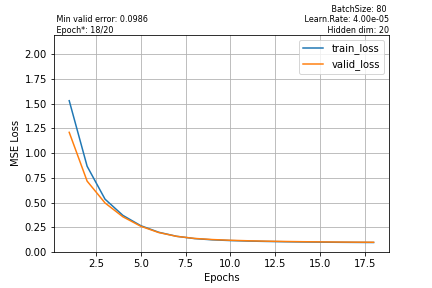 Min valid error: 0.0986
Epoch*: 18/20
BatchSize: 80
Learn.Rate: 4.00e-05
Hidden dim: 20
train_loss
valid_loss
MSE Loss
2.00
1.75
1.50
1.25
1.00
0.75
0.50
0.25
0.00
2.5 5.0 7.5 10.0 12.5 15.0 17.5
Epochs